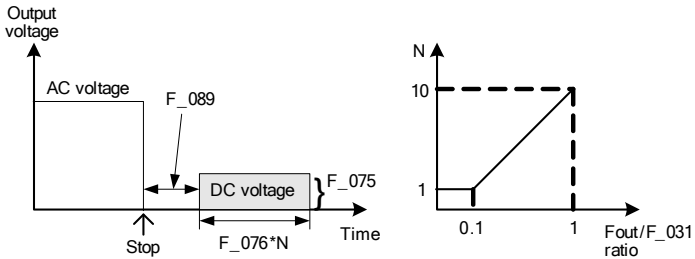 Output
voltage
AC voltage
F_089
DC voltage
F_075
Stop
F_076*N
Time
N
10
1
0.1
1
Fout/F_031
ratio